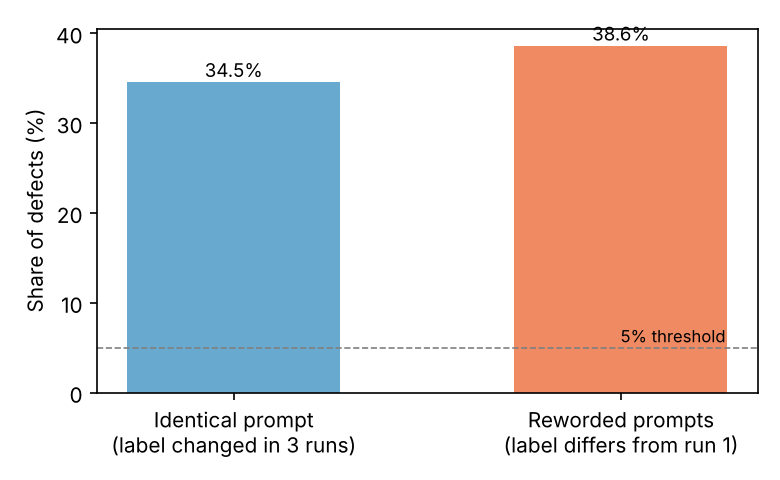 40
30
20
10
0
Share of defects (%)
34.5%
38.6%
5% threshold
Identical prompt
(label changed in 3 runs)
Reworded prompts
(label differs from run 1)